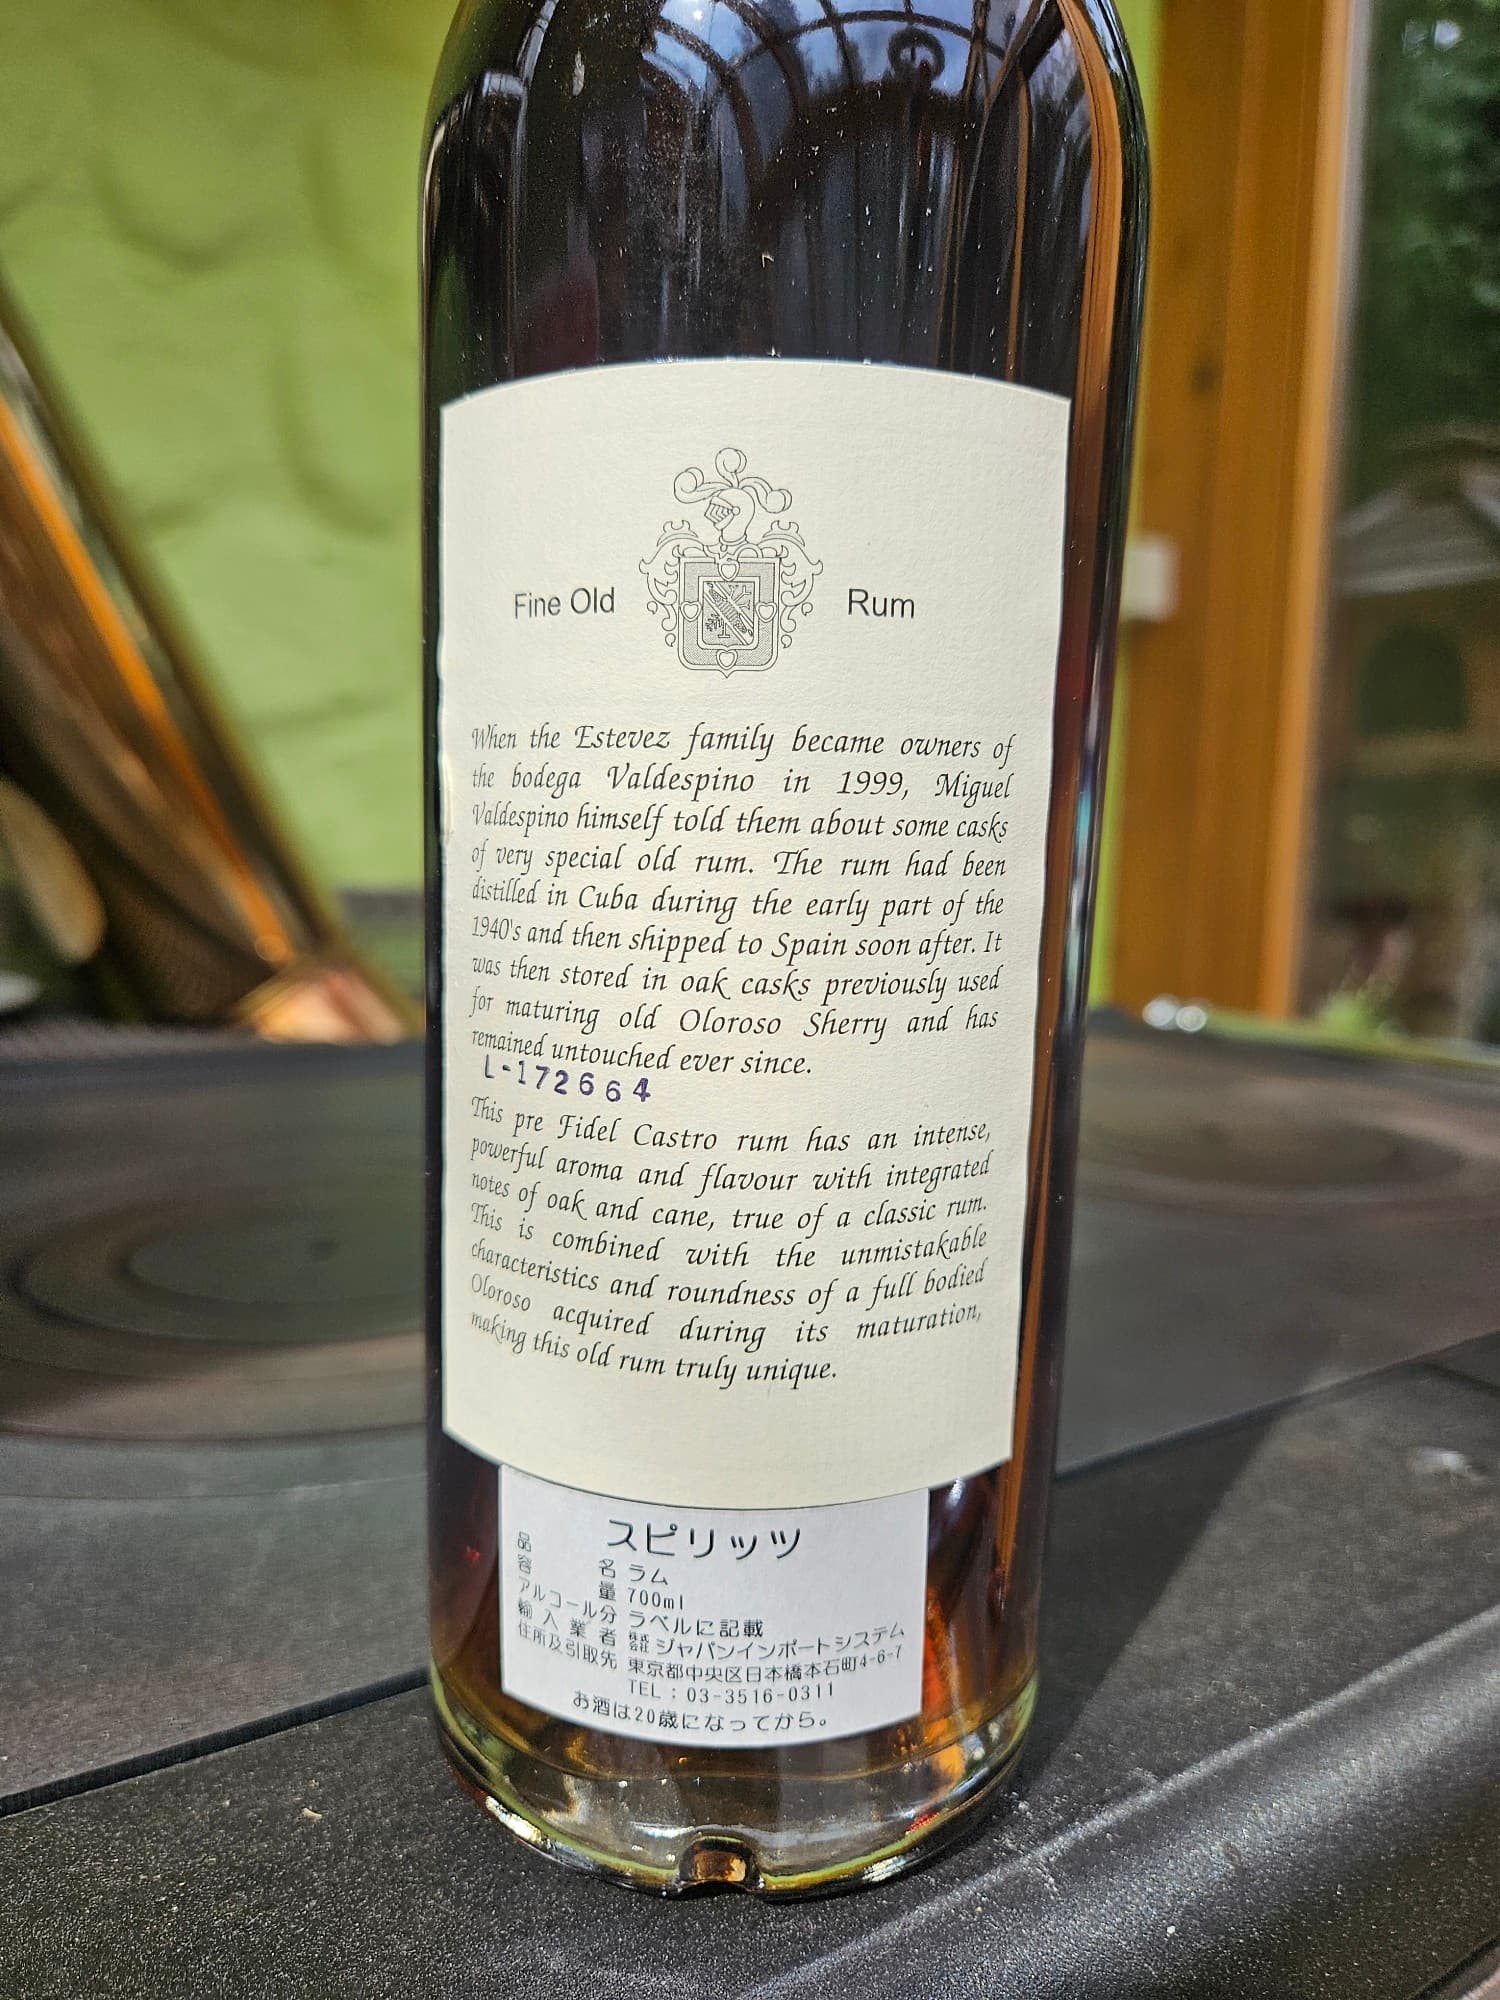 Fine Old Rum
When the Estevez family became owners of
the bodega Valdespino in 1999, Miguel
Valdespino himself told them about some casks
of very special old rum. The rum had been
distilled in Cuba during the early part of the
1940's and then shipped to Spain soon after. It
was then stored in oak casks previously used
for maturing old Oloroso Sherry and has
remained untouched ever since.
L-172664
This pre Fidel Castro rum has an intense,
powerful aroma and flavour with integrated
notes of oak and cane, true of a classic rum.
This is combined with the unmistakable
characteristics and roundness of a full bodied
Oloroso acquired during its maturation,
making this old rum truly unique.
スピリッツ
品名 ラム
容量 700ml
アルコール分 ラベルに記載
輸入業者 株式会社 ジャパンインポートシステム
住所及引取先 東京都中央区日本橋本石町4-6-7
TEL : 03-3516-0311
お酒は20歳になってから。